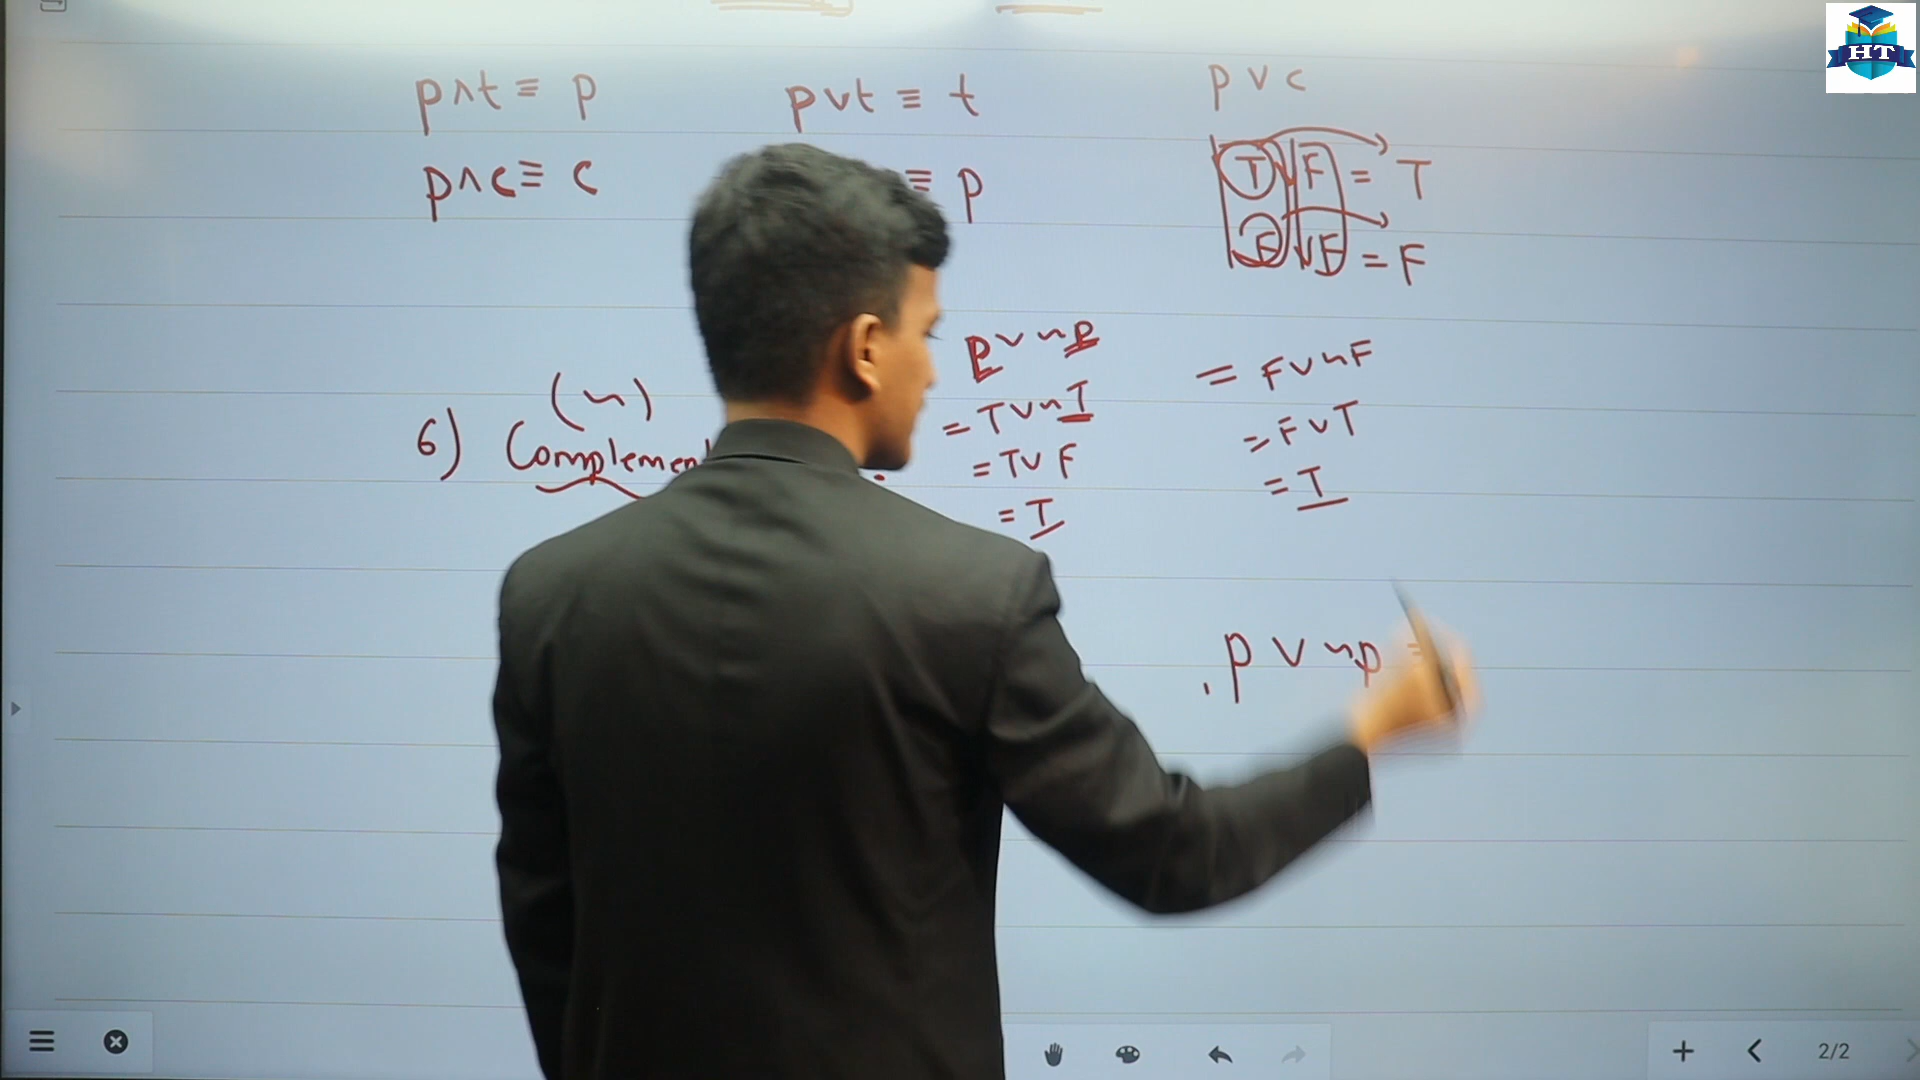 HT
p∧t ≡ p
p∨t ≡ t
p∨c
p∧c ≡ c
≡ p
T ∨ F = T
F ∨ F = F
(~)
6) Complemen
p ∨ ~p
= T ∨ ~T
= T ∨ F
= T
= F ∨ ~F
= F ∨ T
= T
p ∨ ~p =
2/2